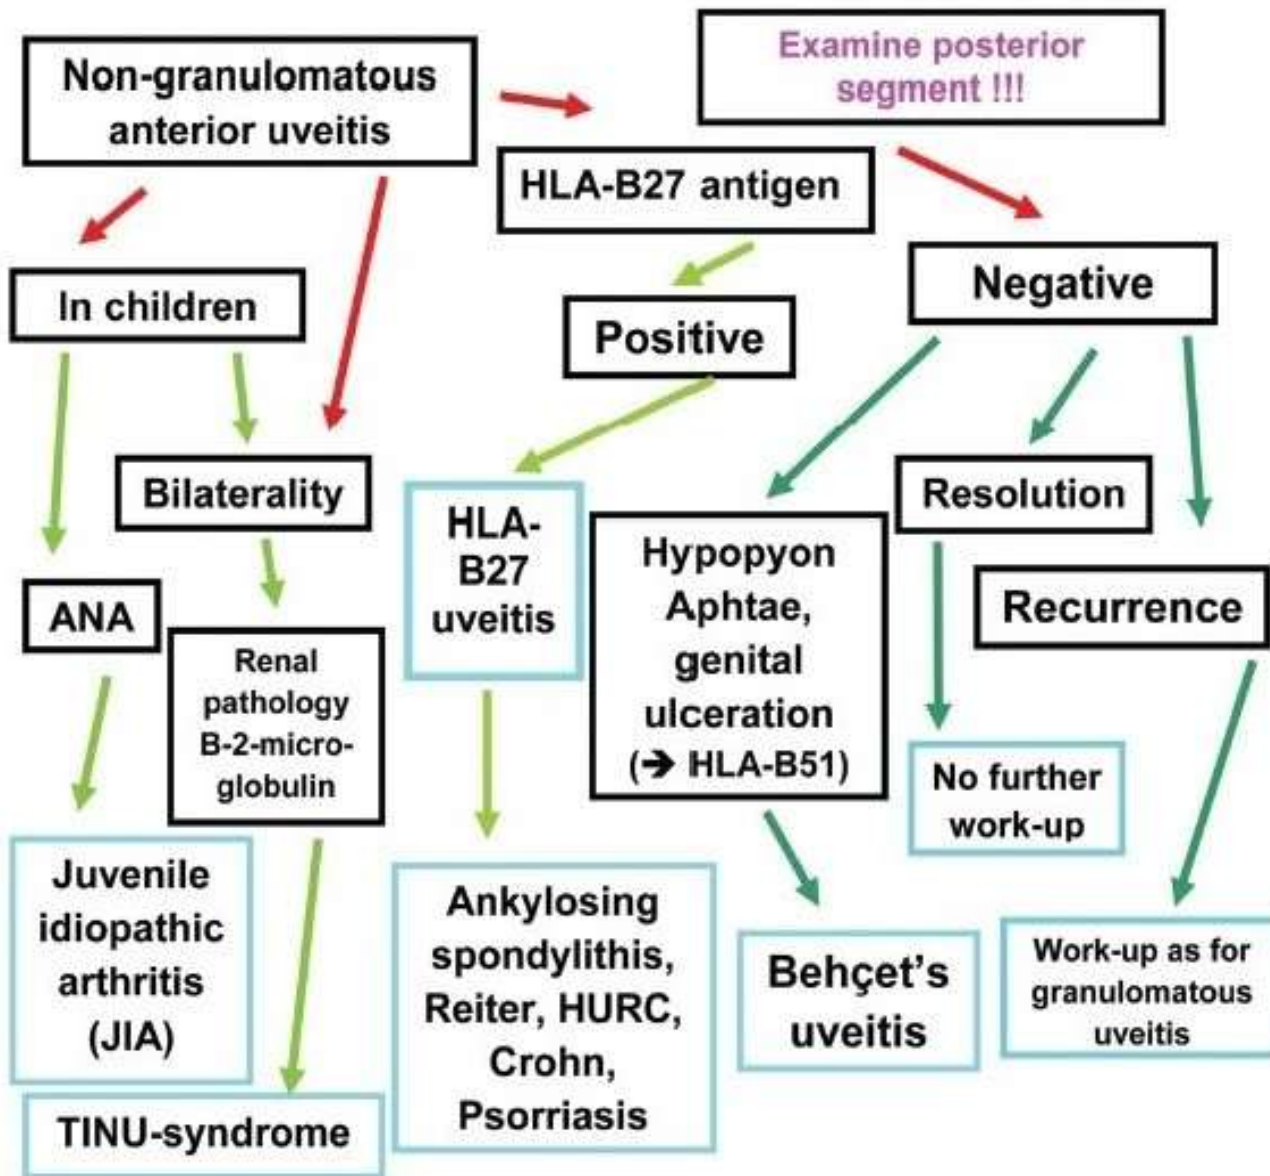 Non-granulomatous
anterior uveitis
Examine posterior
segment !!!
HLA-B27 antigen
In children
Positive
Negative
Bilaterality
HLA-
B27
uveitis
Hypopyon
Aphtae,
genital
ulceration
(➔ HLA-B51)
Resolution
Recurrence
ANA
Renal
pathology
B-2-micro-
globulin
No further
work-up
Juvenile
idiopathic
arthritis
(JIA)
Ankylosing
spondylithis,
Reiter, HURC,
Crohn,
Psorriasis
Behçet's
uveitis
Work-up as for
granulomatous
uveitis
TINU-syndrome